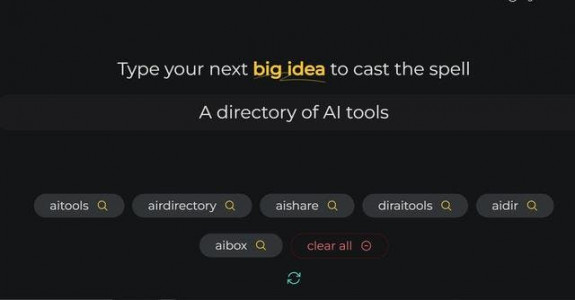 Type your next big idea to cast the spell
A directory of AI tools
aitools airdirectory aishare diraitools aidir
aibox clear all